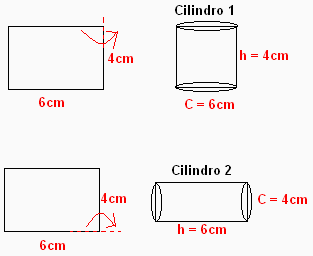 Cilindro 1
4cm
h = 4cm
6cm
C = 6cm
Cilindro 2
4cm
C = 4cm
6cm
h = 6cm